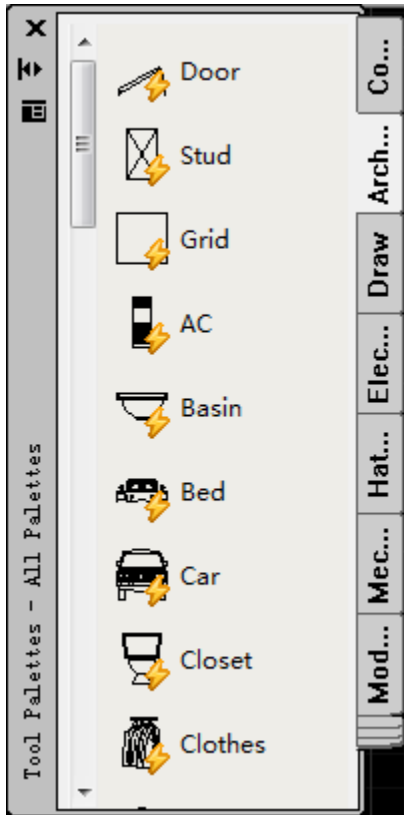 Door
Stud
Grid
AC
Basin
Bed
Car
Closet
Clothes
Co...
Arch...
Draw
Elec...
Hat...
Mec...
Mod...
Tool Palettes - All Palettes